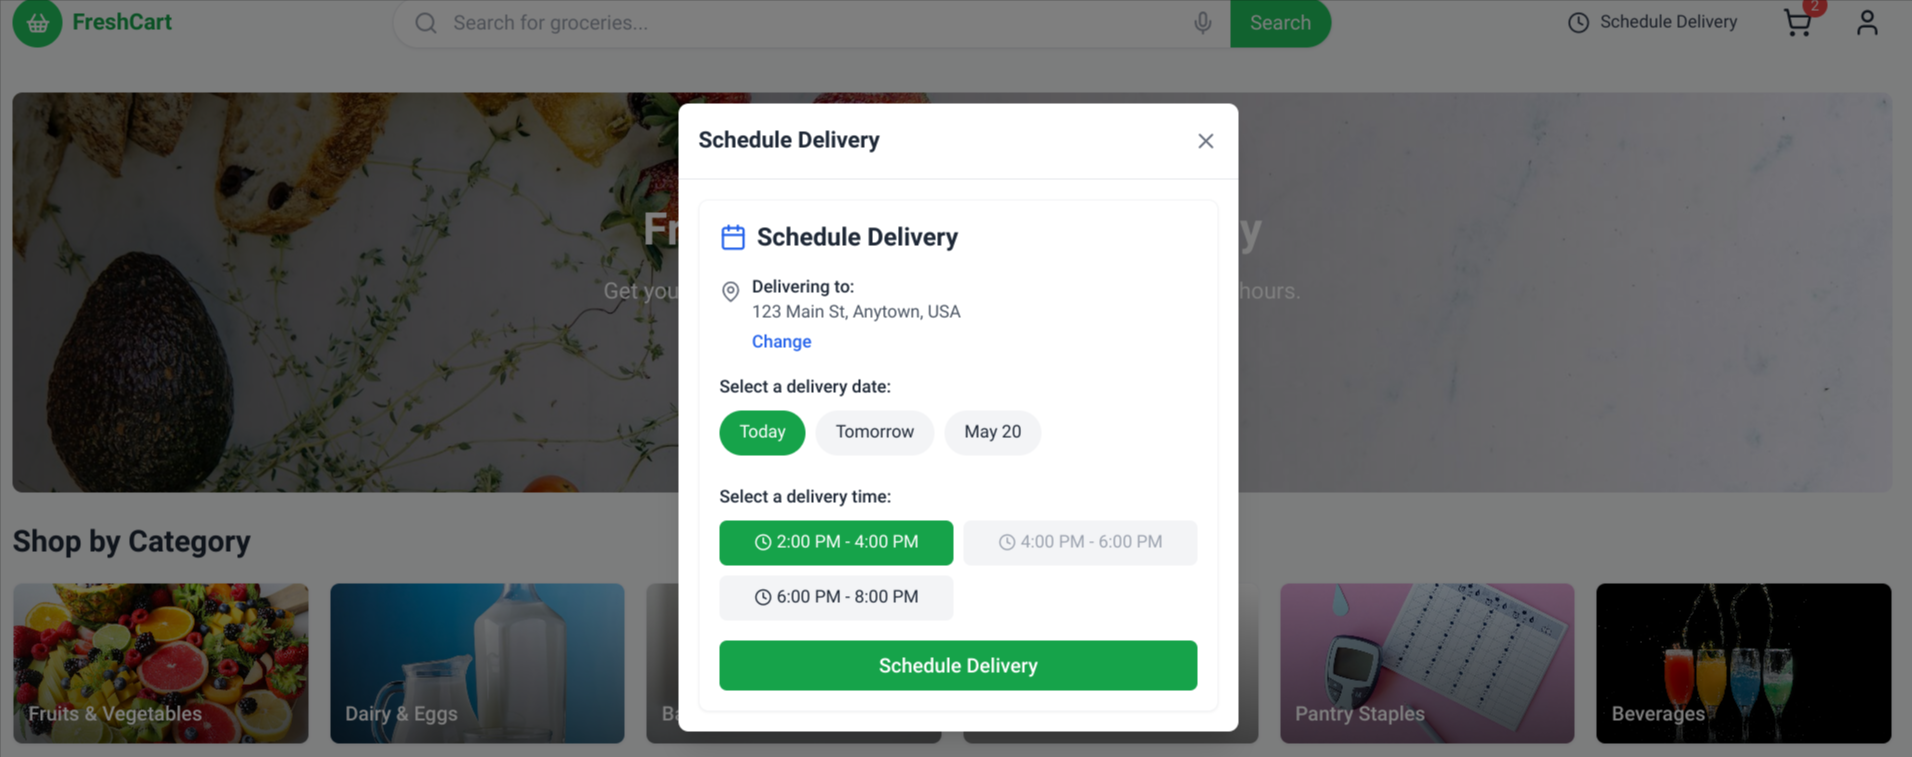 FreshCart
Search for groceries...
Search
Schedule Delivery
2
Schedule Delivery
Schedule Delivery
Delivering to:
123 Main St, Anytown, USA
Change
Select a delivery date:
Today
Tomorrow
May 20
Select a delivery time:
2:00 PM - 4:00 PM
4:00 PM - 6:00 PM
6:00 PM - 8:00 PM
Schedule Delivery
Get you
hours.
Shop by Category
Fruits & Vegetables
Dairy & Eggs
Pantry Staples
Beverages